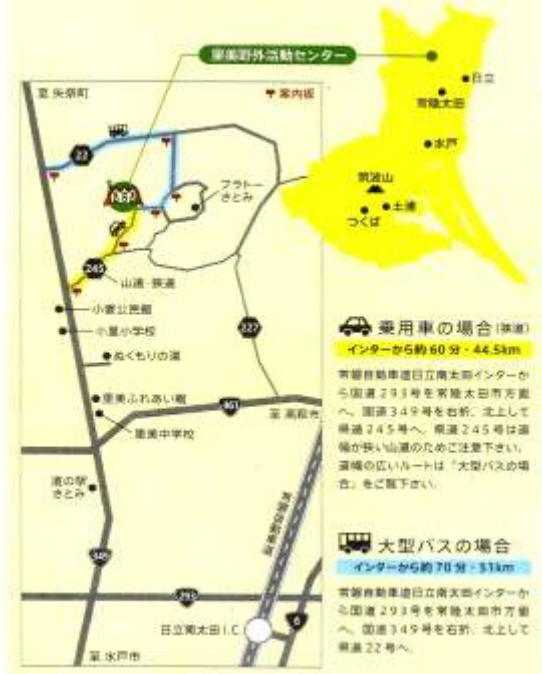 里美野外活動センター
至 矢祭町
案内板
日立
常陸太田
水戸
筑波山
土浦
つくば
22
プラトー
さとみ
245
山道・狭道
小里小学校
227
ぬくもりの湯
里美ふれあい館
461
至 高萩市
里美中学校
道の駅
さとみ
常磐自動車道
349
293
日立南太田I.C.
6
至 水戸市
乗用車の場合(狭道)
インターから約60分・44.5km
常磐自動車道日立南太田インターか
ら国道293号を常陸太田市方面
へ。国道349号を右折、北上して
県道245号へ。県道245号は道
幅が狭い山道のためご注意下さい。
道幅の広いルートは「大型バスの場
合」をご覧下さい。
大型バスの場合
インターから約70分・51km
常磐自動車道日立南太田インターか
ら国道293号を常陸太田市方面
へ。国道349号を右折、北上して
県道22号へ。